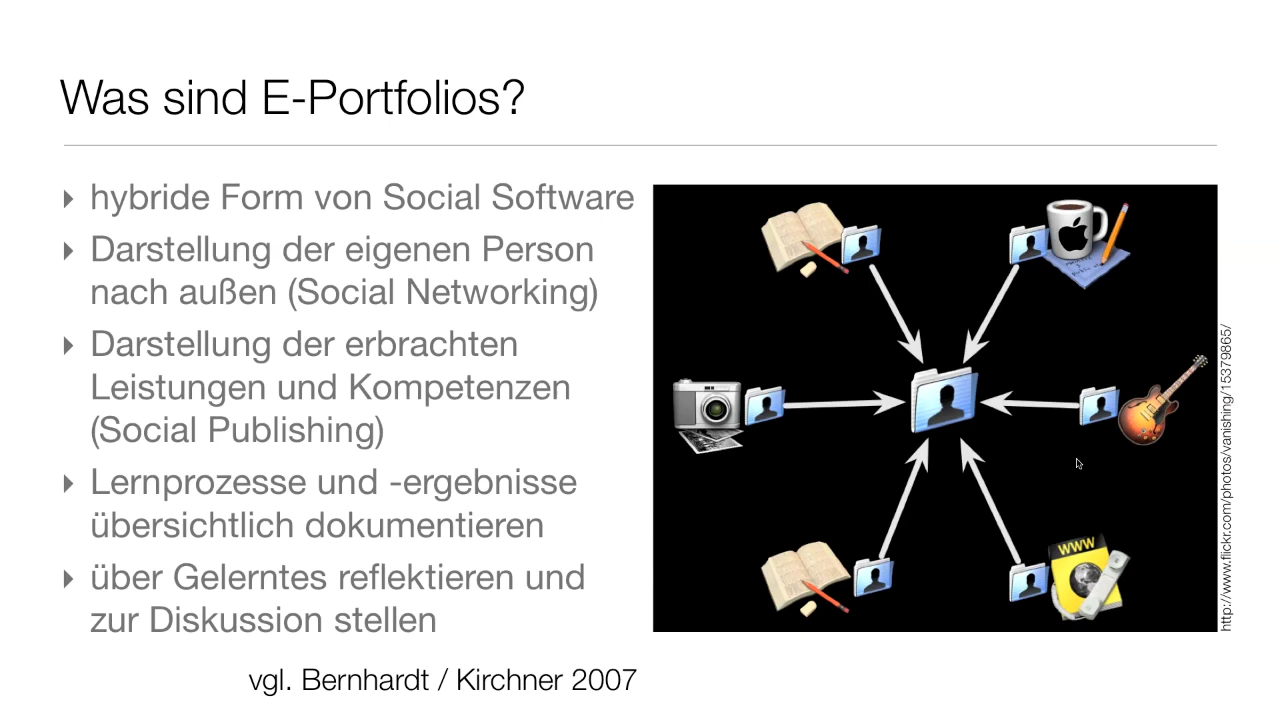 Was sind E-Portfolios?
hybride Form von Social Software
Darstellung der eigenen Person
nach außen (Social Networking)
Darstellung der erbrachten
Leistungen und Kompetenzen
(Social Publishing)
Lernprozesse und -ergebnisse
übersichtlich dokumentieren
über Gelerntes reflektieren und
zur Diskussion stellen
vgl. Bernhardt / Kirchner 2007
WWW
http://www.flickr.com/photos/vanishing/15379865/